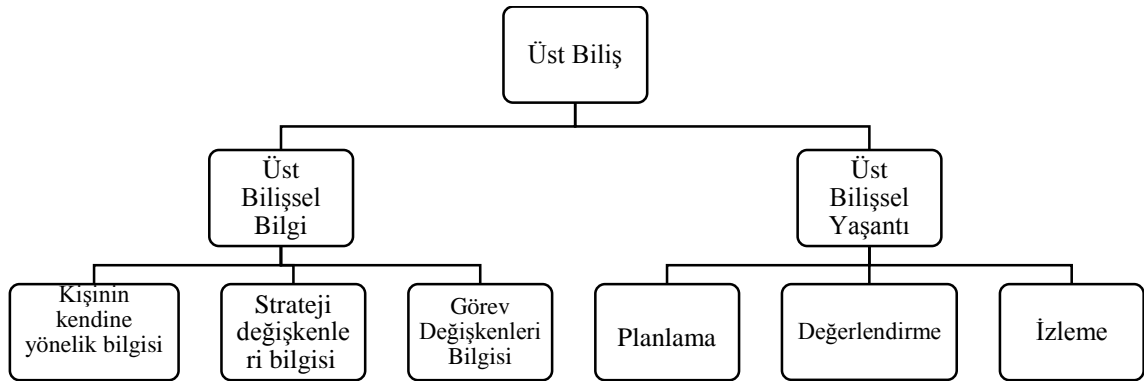 Üst Biliş
Üst
Bilişsel
Bilgi
Üst
Bilişsel
Yaşantı
Kişinin
kendine
yönelik bilgisi
Strateji
değişkenle
ri bilgisi
Görev
Değişkenleri
Bilgisi
Planlama
Değerlendirme
İzleme